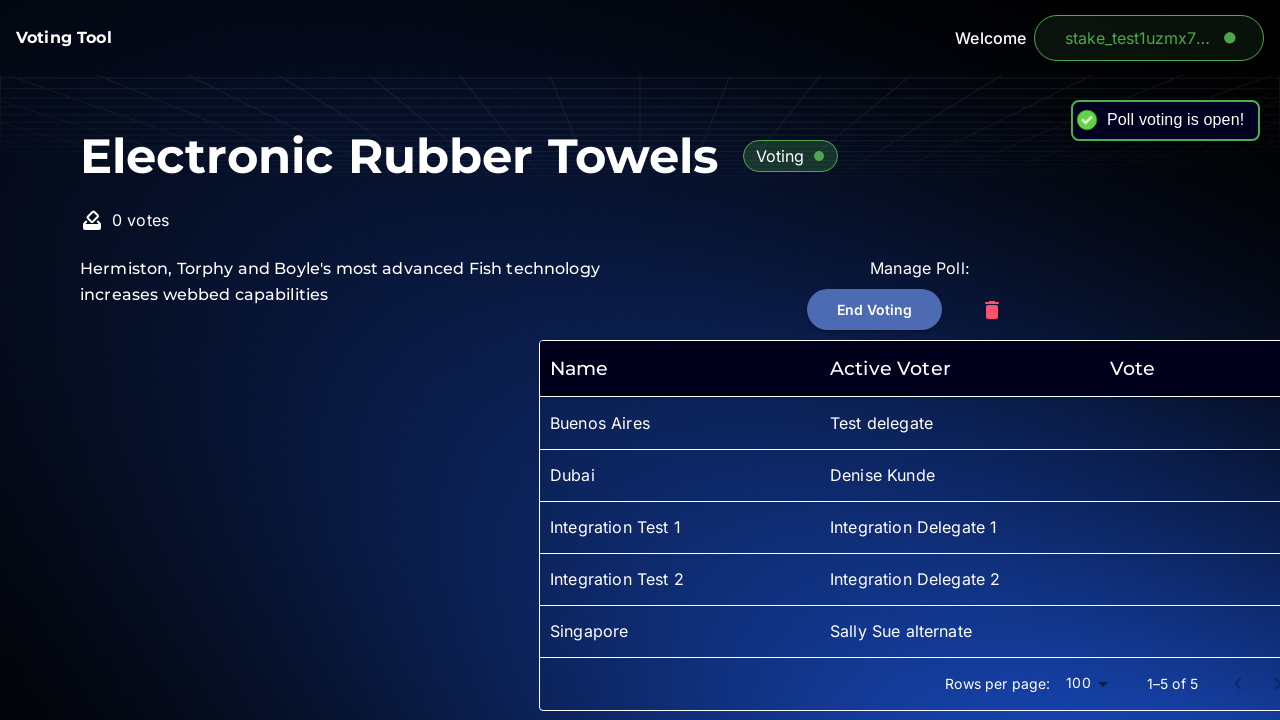 Voting Tool
Welcome
stake_test1uzmx7...
Poll voting is open!
Electronic Rubber Towels
Voting
0 votes
Hermiston, Torphy and Boyle's most advanced Fish technology
increases webbed capabilities
Manage Poll:
End Voting
Name Active Voter Vote
Buenos Aires Test delegate
Dubai Denise Kunde
Integration Test 1 Integration Delegate 1
Integration Test 2 Integration Delegate 2
Singapore Sally Sue alternate
Rows per page: 100 1–5 of 5